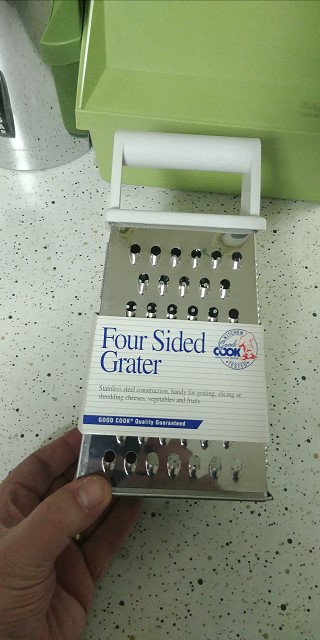 Four Sided
Grater
KITCHEN
Good
COOK
TESTED
Stainless steel construction, handy for grating, slicing or
shredding cheeses, vegetables and fruits.
GOOD COOK® Quality Guaranteed